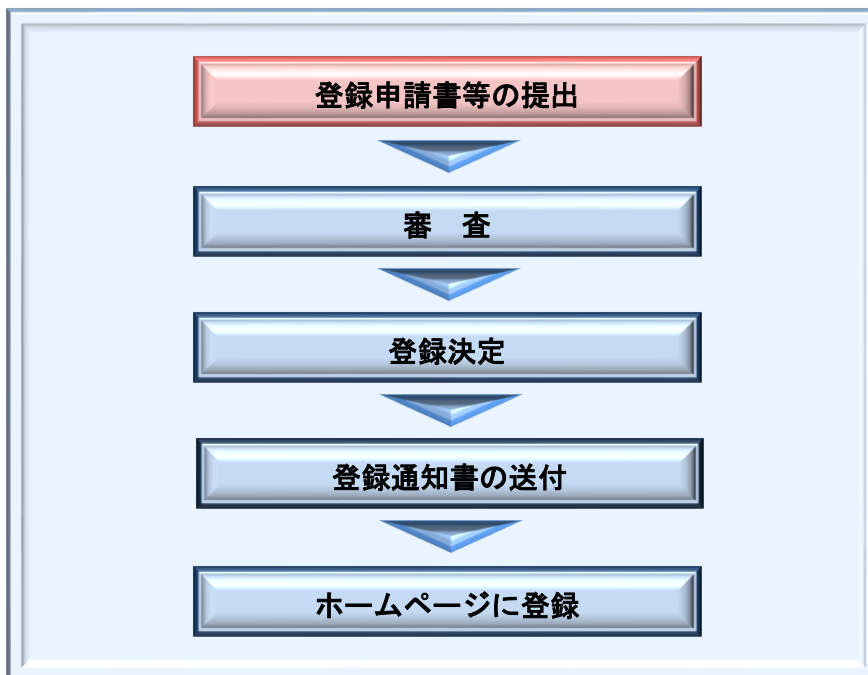 登録申請書等の提出
審　査
登録決定
登録通知書の送付
ホームページに登録